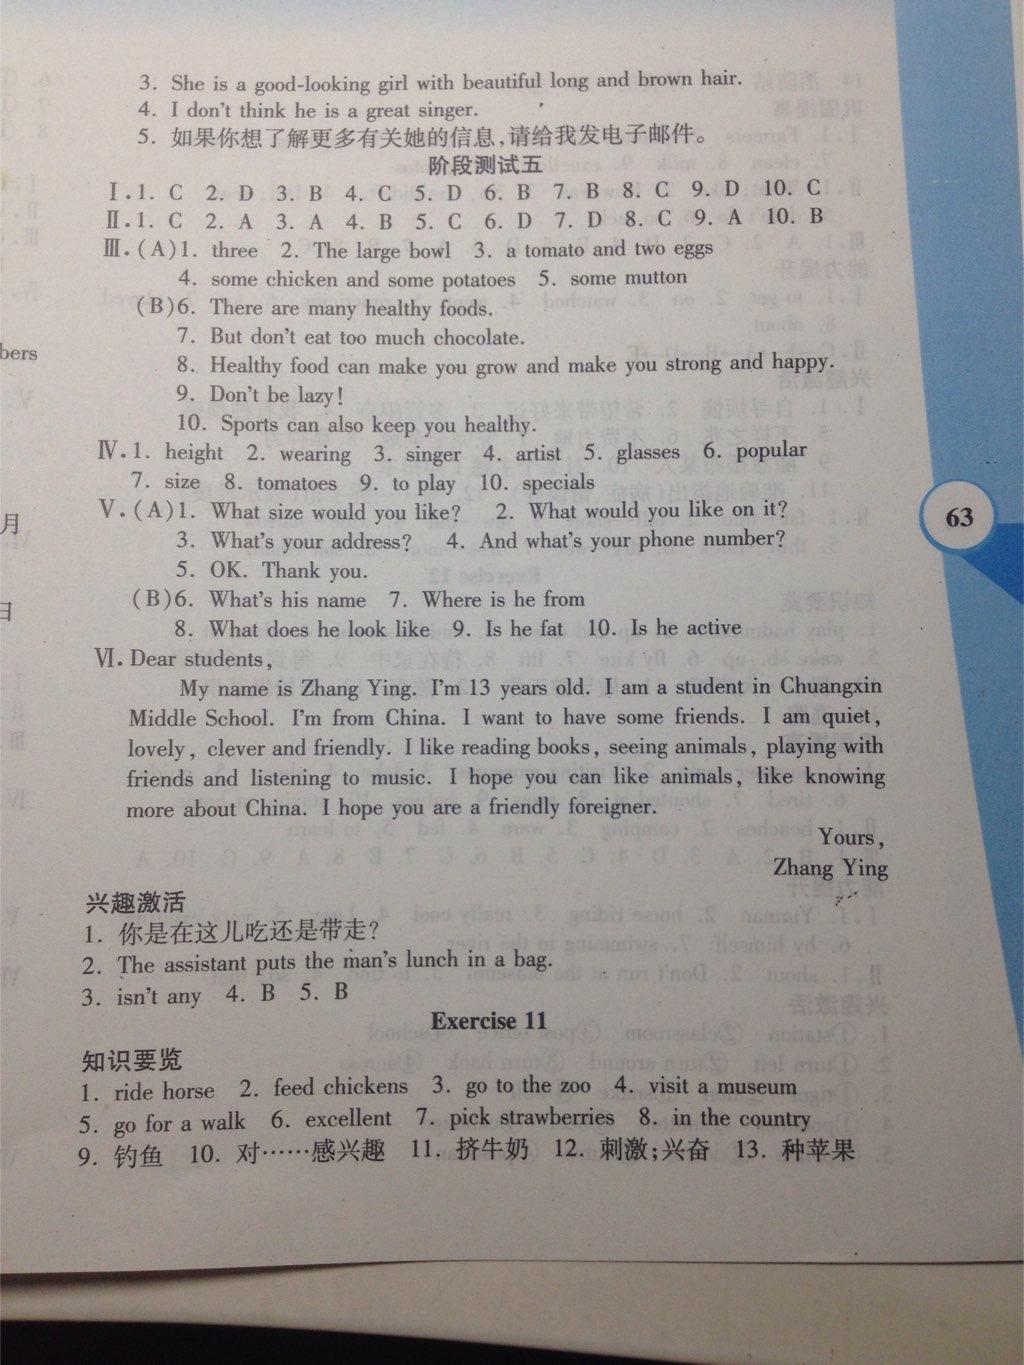 3. She is a good-looking girl with beautiful long and brown hair.
4. I don't think he is a great singer.
5. 如果你想了解更多有关她的信息,请给我发电子邮件。
阶段测试五
Ⅰ.1. C 2. D 3. B 4. C 5. D 6. B 7. B 8. C 9. D 10. C
Ⅱ.1. C 2. A 3. A 4. B 5. C 6. D 7. D 8. C 9. A 10. B
Ⅲ.(A)1. three 2. The large bowl 3. a tomato and two eggs
4. some chicken and some potatoes 5. some mutton
(B)6. There are many healthy foods.
7. But don't eat too much chocolate.
8. Healthy food can make you grow and make you strong and happy.
9. Don't be lazy!
10. Sports can also keep you healthy.
Ⅳ.1. height 2. wearing 3. singer 4. artist 5. glasses 6. popular
7. size 8. tomatoes 9. to play 10. specials
Ⅴ.(A)1. What size would you like? 2. What would you like on it?
3. What's your address? 4. And what's your phone number?
5. OK. Thank you.
(B)6. What's his name 7. Where is he from
8. What does he look like 9. Is he fat 10. Is he active
Ⅵ. Dear students,
My name is Zhang Ying. I'm 13 years old. I am a student in Chuangxin
Middle School. I'm from China. I want to have some friends. I am quiet,
lovely, clever and friendly. I like reading books, seeing animals, playing with
friends and listening to music. I hope you can like animals, like knowing
more about China. I hope you are a friendly foreigner.
Yours,
Zhang Ying
兴趣激活
1. 你是在这儿吃还是带走?
2. The assistant puts the man's lunch in a bag.
3. isn't any 4. B 5. B
Exercise 11
知识要览
1. ride horse 2. feed chickens 3. go to the zoo 4. visit a museum
5. go for a walk 6. excellent 7. pick strawberries 8. in the country
9. 钓鱼 10. 对……感兴趣 11. 挤牛奶 12. 刺激;兴奋 13. 种苹果
63
bers
月
日